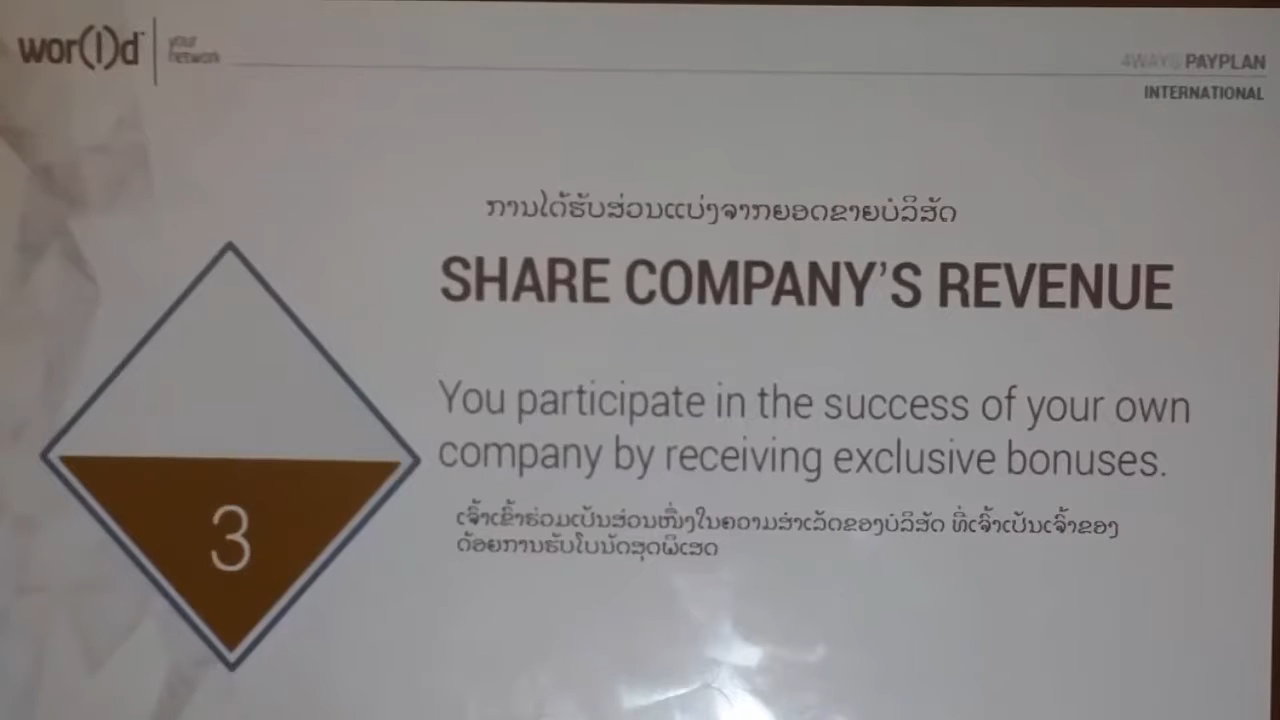 wor(l)d
your
network
4WAYS PAYPLAN
INTERNATIONAL
ການໄດ້ຮັບສ່ວນແບ່ງຈາກຍອດຂາຍບໍລິສັດ
SHARE COMPANY'S REVENUE
You participate in the success of your own
company by receiving exclusive bonuses.
ເຈົ້າເຂົ້າຮ່ວມເປັນສ່ວນໜຶ່ງໃນຄວາມສຳເລັດຂອງບໍລິສັດ ທີ່ເຈົ້າເປັນເຈົ້າຂອງ
ດ້ອຍການຮັບໂບນັດສຸດພິເສດ
3